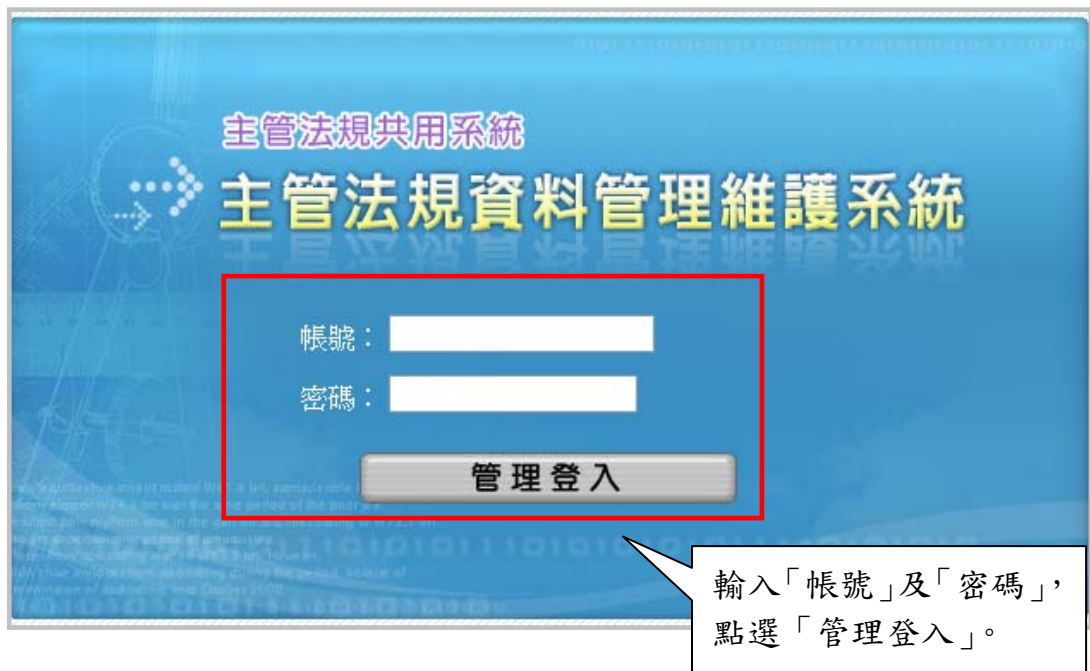 主管法規共用系統
主管法規資料管理維護系統
帳號：
密碼：
管理登入
輸入「帳號」及「密碼」，
點選「管理登入」。